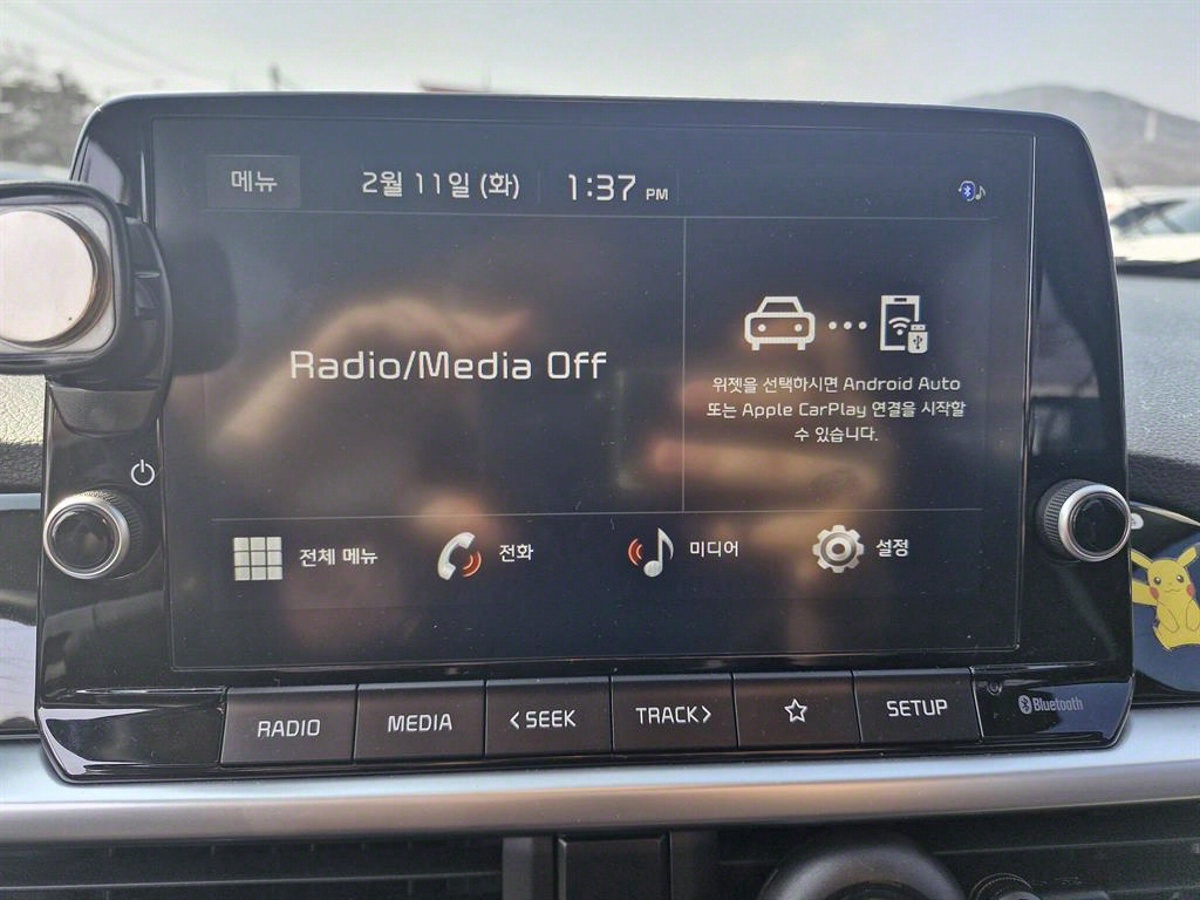 메뉴 2월 11일 (화) 1:37 PM
Radio/Media Off
위젯을 선택하시면 Android Auto
또는 Apple CarPlay 연결을 시작할
수 있습니다.
전체 메뉴 전화 미디어 설정
RADIO MEDIA <SEEK TRACK> ☆ SETUP Bluetooth